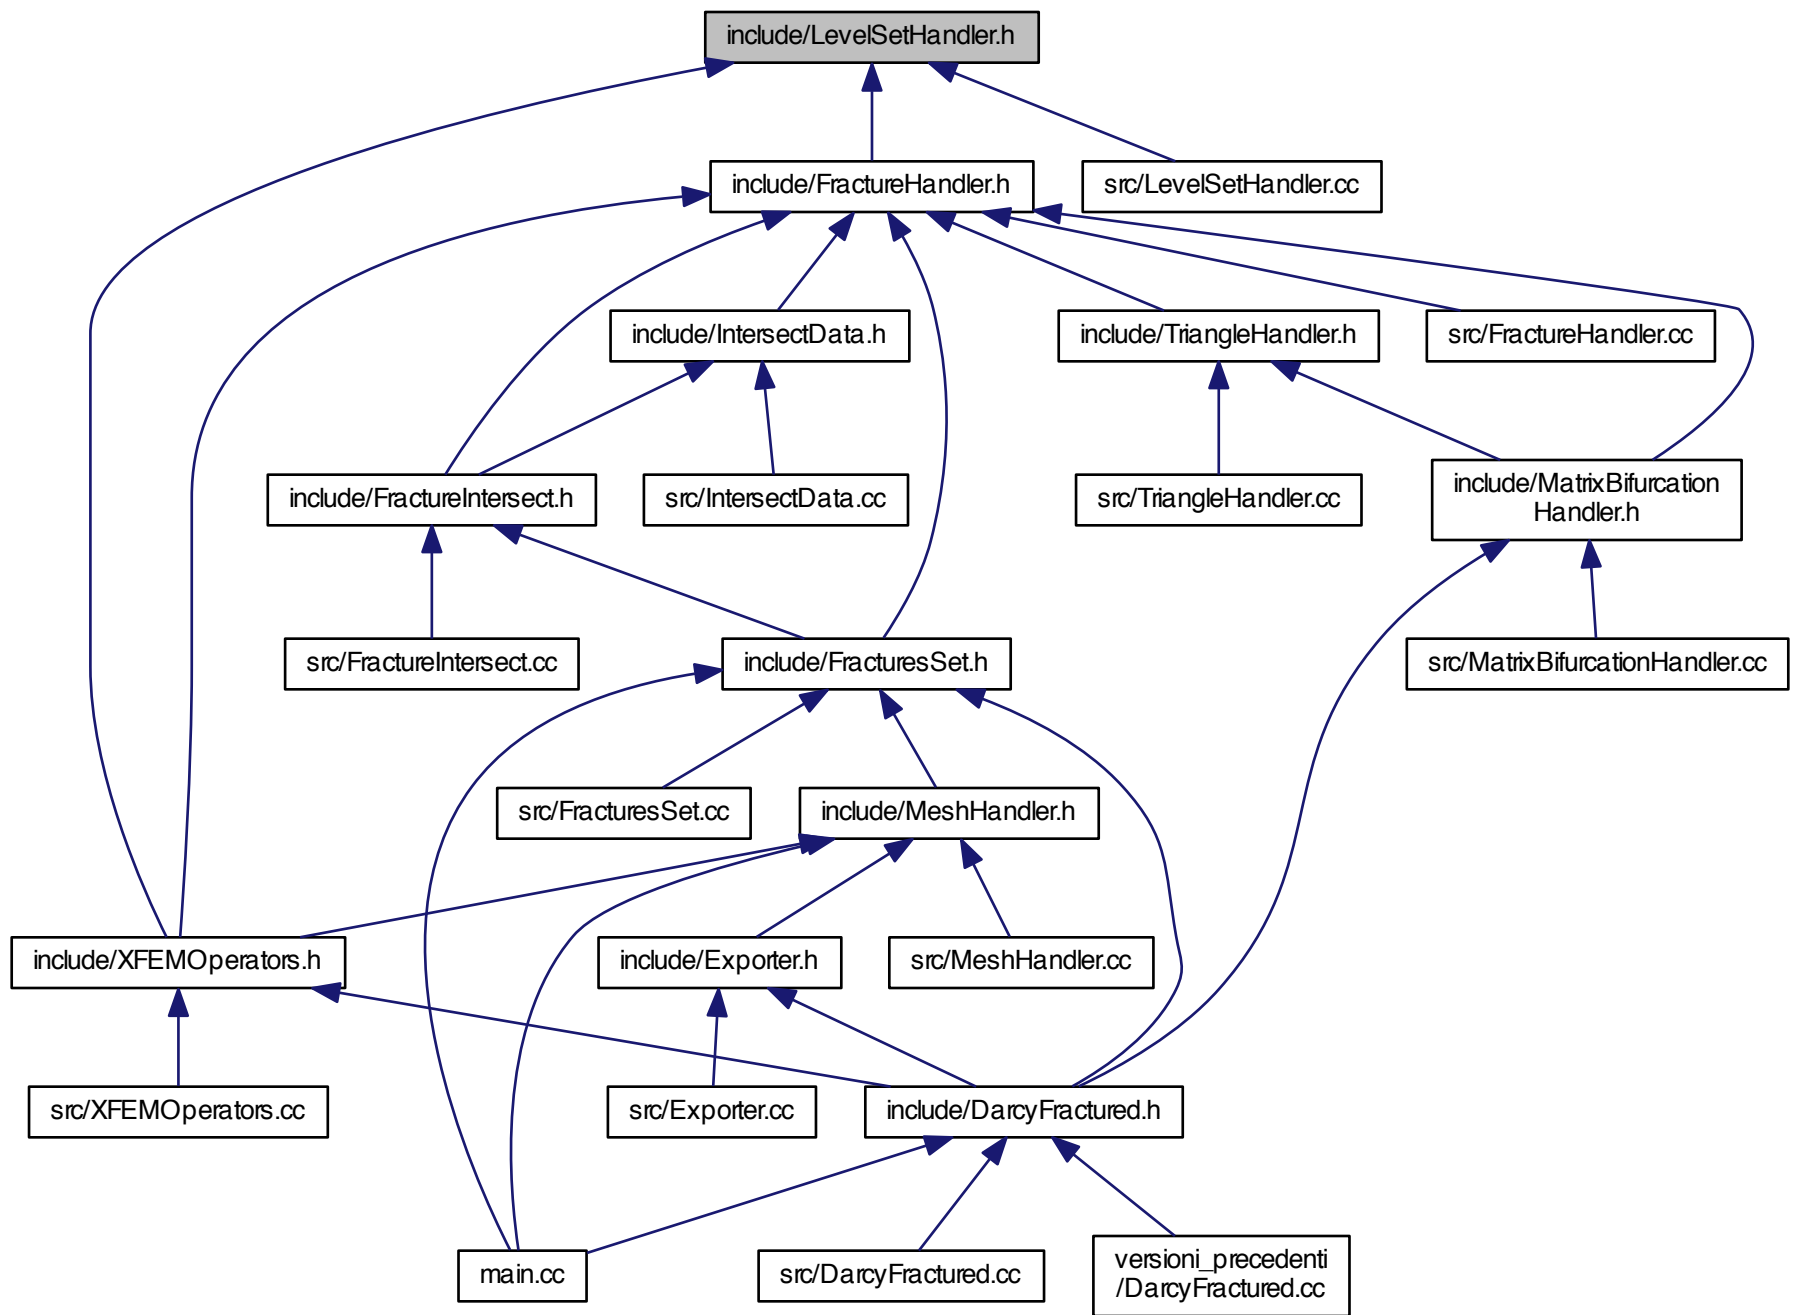 include/LevelSetHandler.h
include/FractureHandler.h
src/LevelSetHandler.cc
include/IntersectData.h
include/TriangleHandler.h
src/FractureHandler.cc
include/FractureIntersect.h
src/IntersectData.cc
src/TriangleHandler.cc
include/MatrixBifurcation
Handler.h
src/FractureIntersect.cc
include/FracturesSet.h
src/MatrixBifurcationHandler.cc
src/FracturesSet.cc
include/MeshHandler.h
include/XFEMOperators.h
include/Exporter.h
src/MeshHandler.cc
src/XFEMOperators.cc
src/Exporter.cc
include/DarcyFractured.h
main.cc
src/DarcyFractured.cc
versioni_precedenti
/DarcyFractured.cc